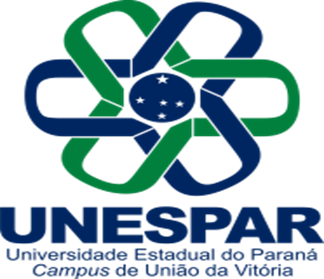 UNESPAR
Universidade Estadual do Paraná
Campus de União da Vitória